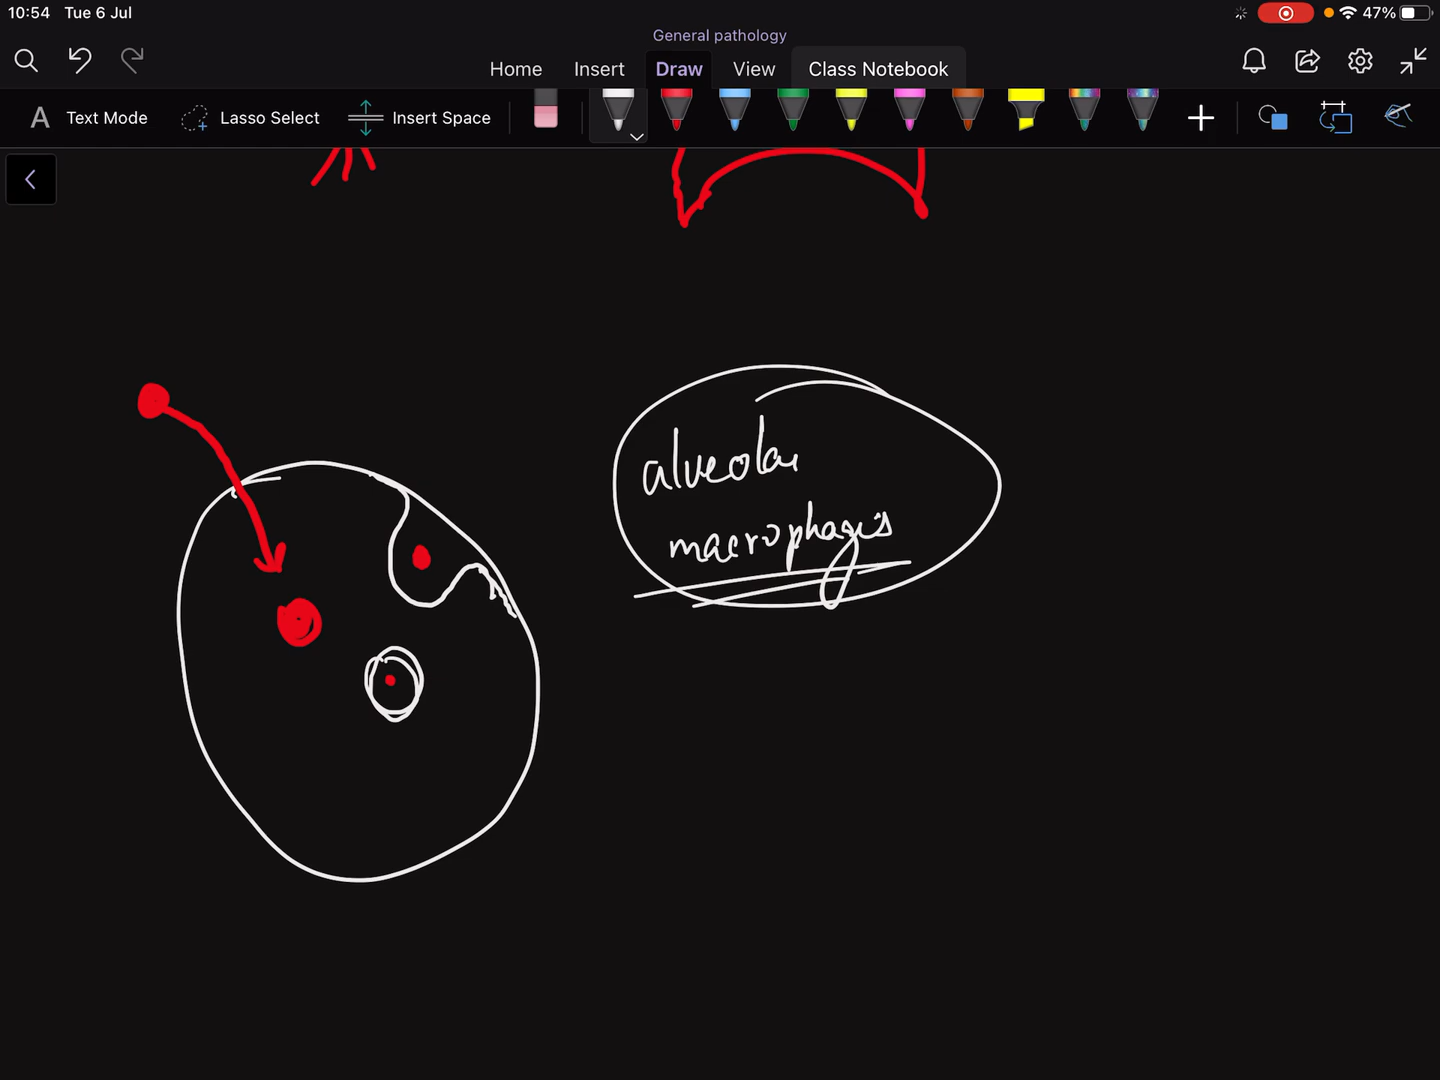 10:54 Tue 6 Jul
47%
General pathology
Home Insert Draw View Class Notebook
A Text Mode Lasso Select Insert Space
alveolar
macrophages